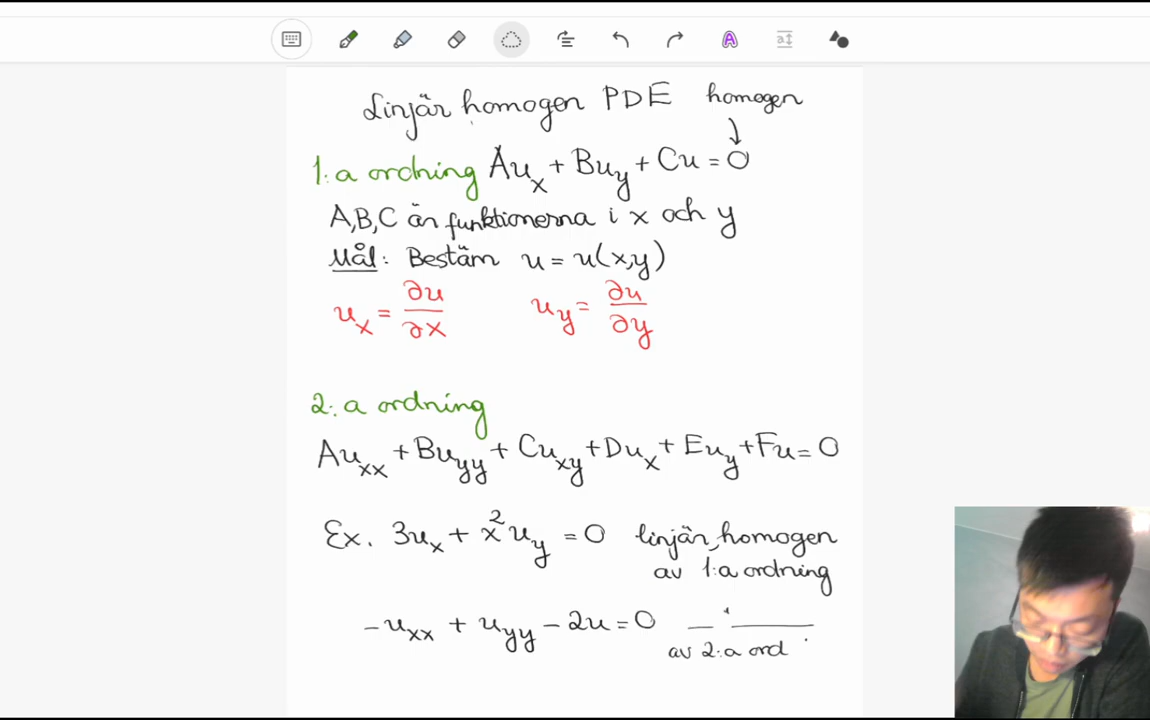 Linjär homogen PDE homogen
↓
1:a ordning Au_x + Bu_y + Cu = 0
A,B,C är funktionerna i x och y
Mål: Bestäm u = u(x,y)
u_x = ∂u/∂x u_y = ∂u/∂y
2:a ordning
Au_xx + Bu_yy + Cu_xy + Du_x + Eu_y + Fu = 0
Ex. 3u_x + x²u_y = 0 linjär, homogen
av 1:a ordning
-u_xx + u_yy - 2u = 0 — " —
av 2:a ord